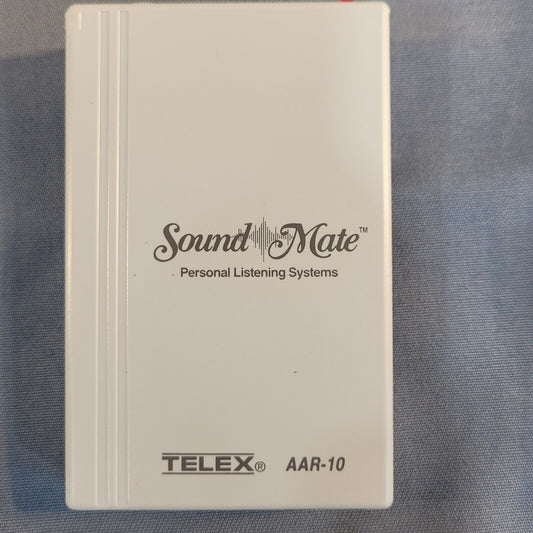 Sound Mate™
Personal Listening Systems
TELEX® AAR-10